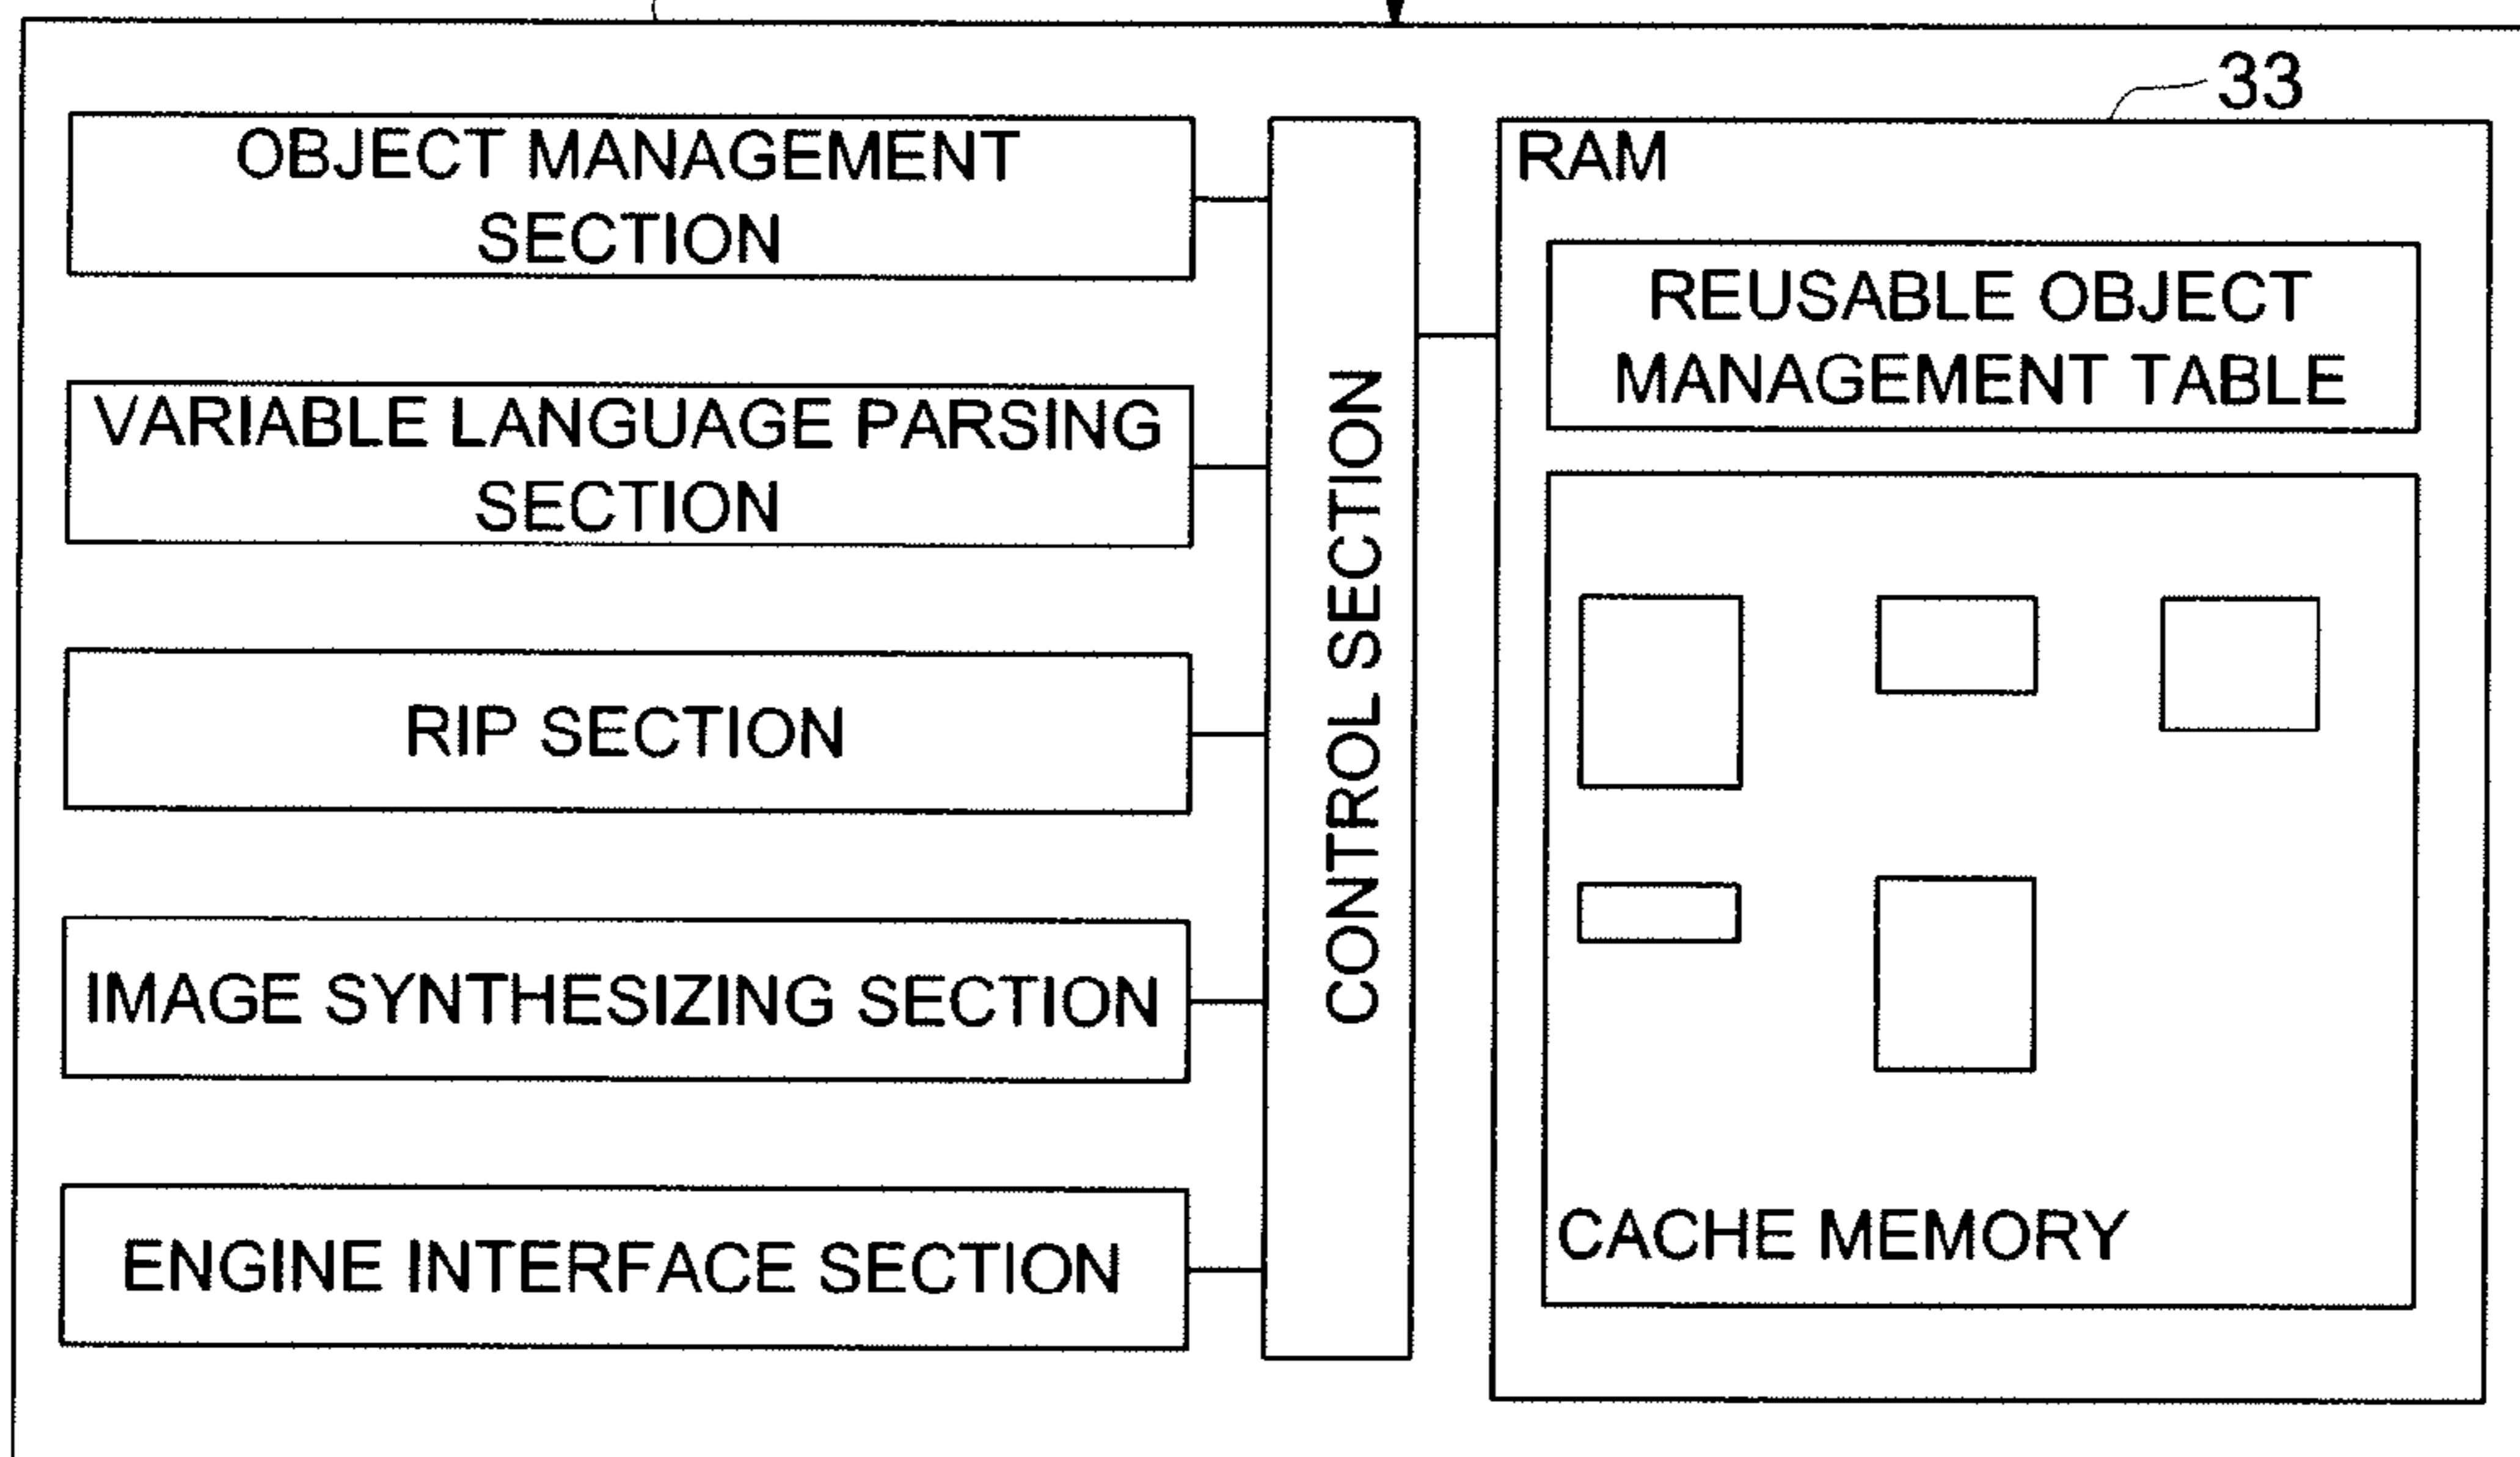 33
OBJECT MANAGEMENT
SECTION
VARIABLE LANGUAGE PARSING
SECTION
RIP SECTION
IMAGE SYNTHESIZING SECTION
ENGINE INTERFACE SECTION
CONTROL SECTION
RAM
REUSABLE OBJECT
MANAGEMENT TABLE
CACHE MEMORY